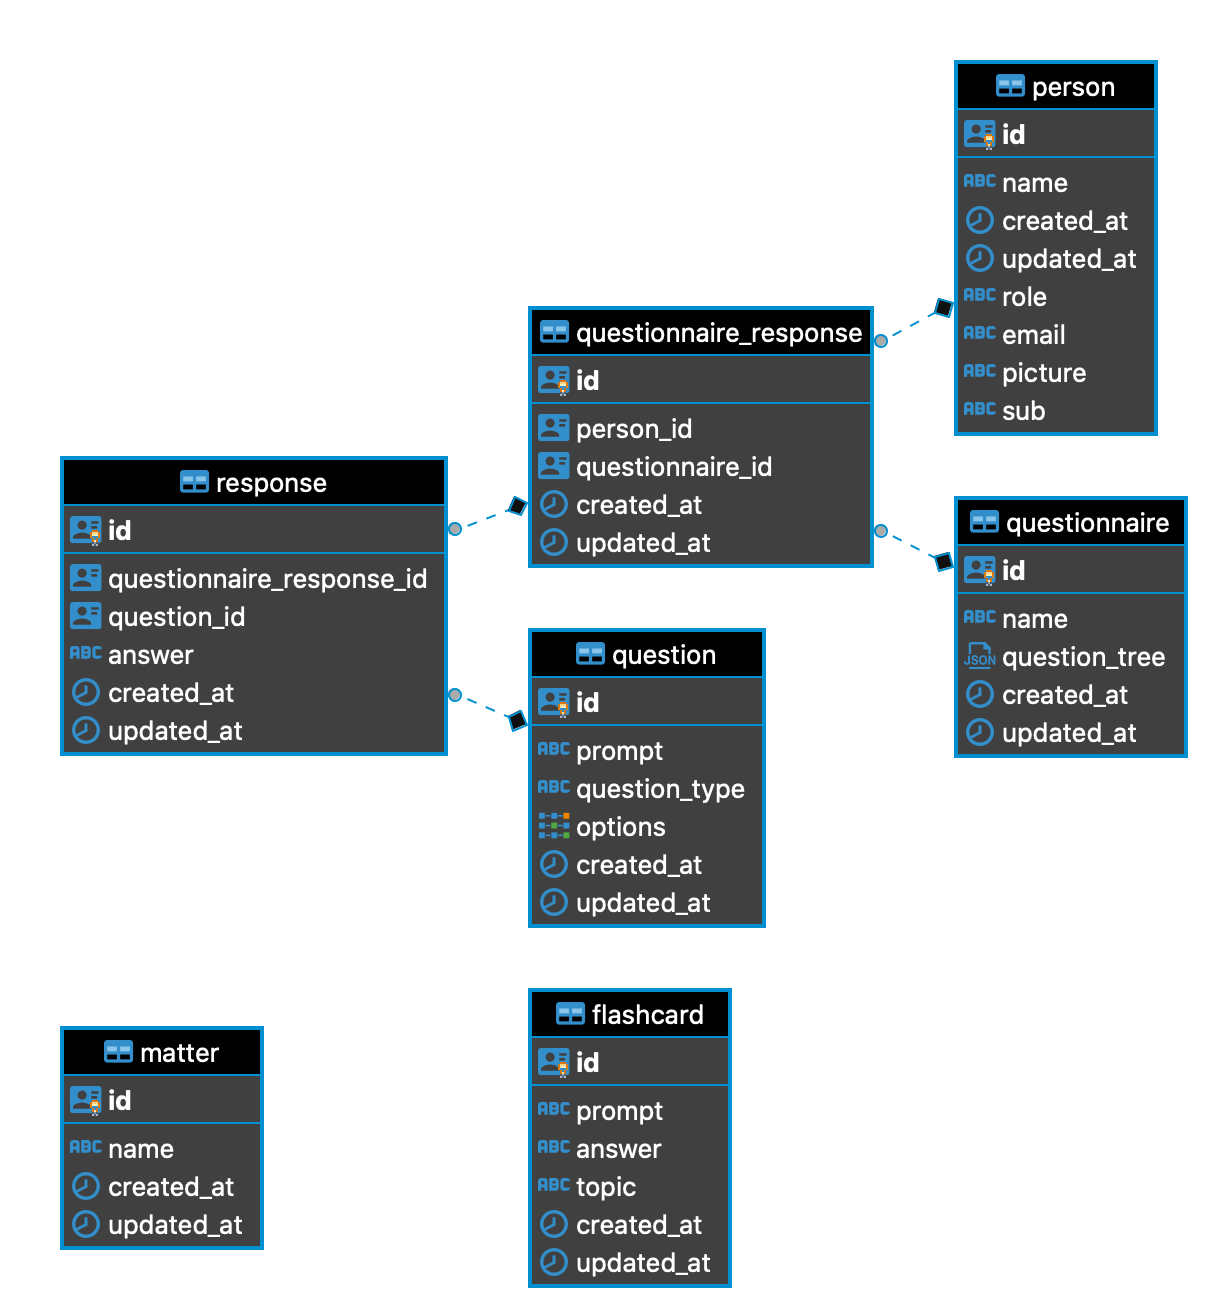 person
id
ABC name
created_at
updated_at
ABC role
ABC email
ABC picture
ABC sub
questionnaire_response
id
person_id
questionnaire_id
created_at
updated_at
response
id
questionnaire_response_id
question_id
ABC answer
created_at
updated_at
questionnaire
id
ABC name
JSON question_tree
created_at
updated_at
question
id
ABC prompt
ABC question_type
options
created_at
updated_at
flashcard
id
ABC prompt
ABC answer
ABC topic
created_at
updated_at
matter
id
ABC name
created_at
updated_at